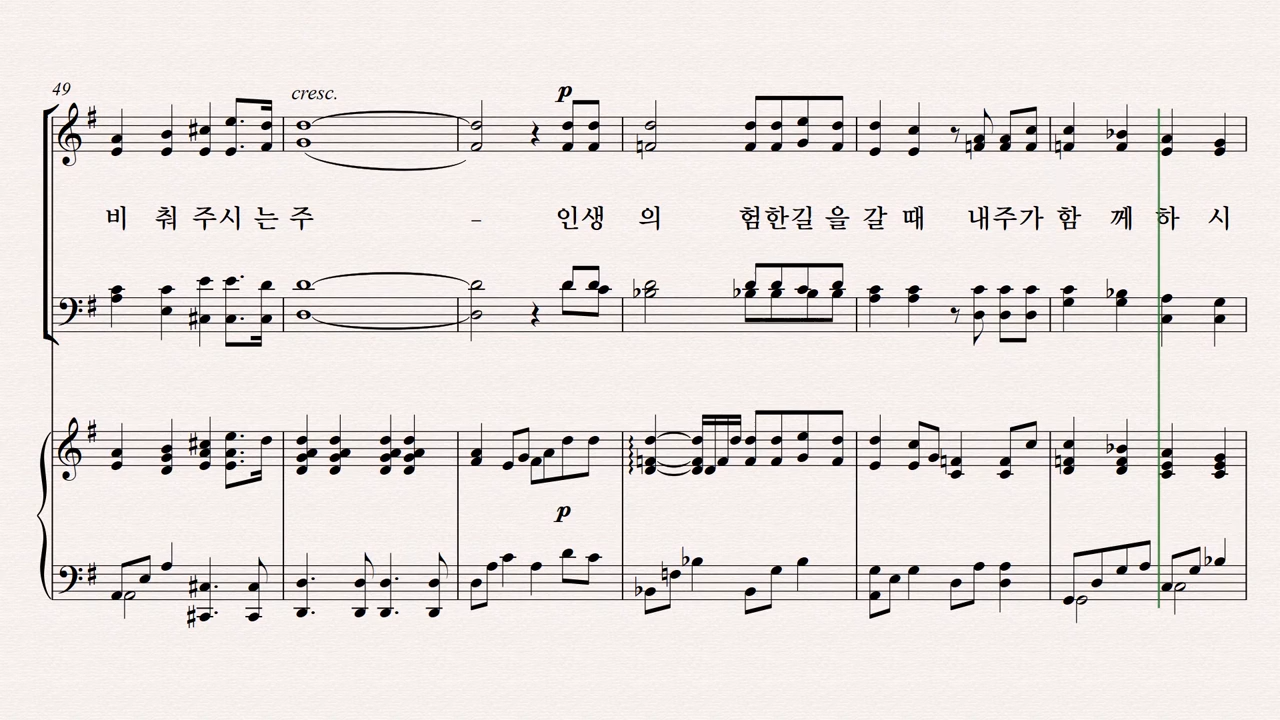 49
cresc.
p
비 춰 주시 는 주 - 인생 의 험한길 을 갈 때 내주가 함 께 하 시
p